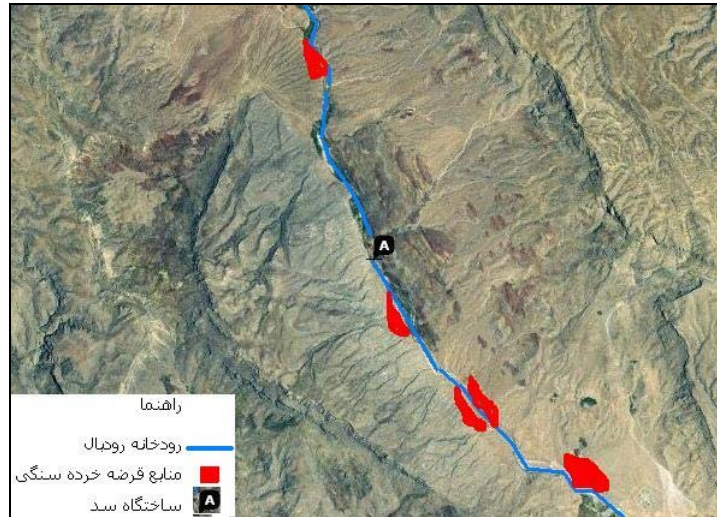 A
راهنما
رودخانه رودبال
منابع قرضه خرده سنگی
A
ساختگاه سد